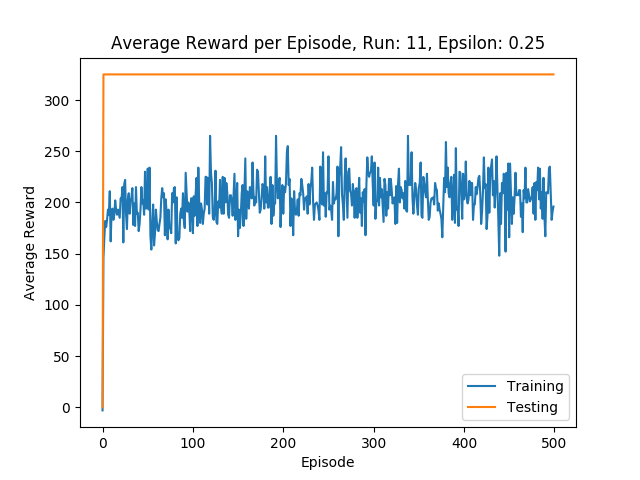 Average Reward per Episode, Run: 11, Epsilon: 0.25
Average Reward
300
250
200
150
100
50
0
0 100 200 300 400 500
Episode
Training
Testing